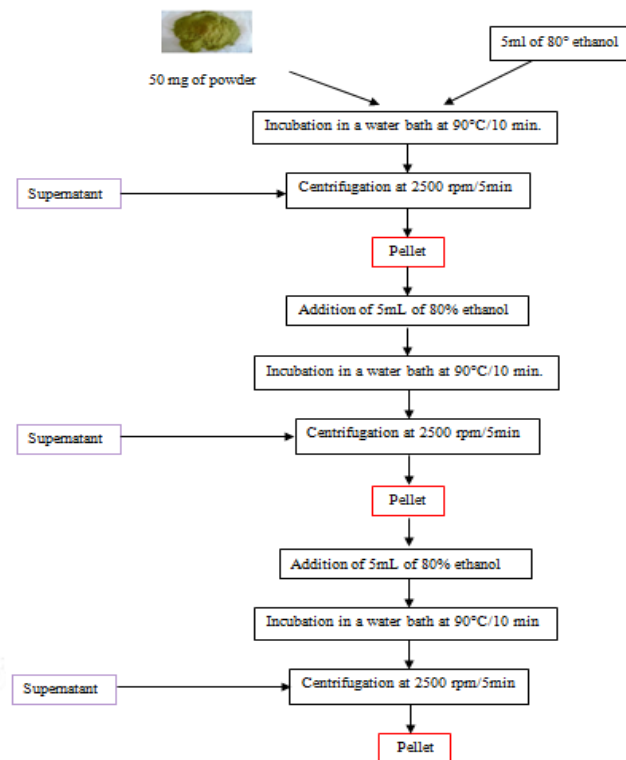 5ml of 80° ethanol
50 mg of powder
Incubation in a water bath at 90°C/10 min.
Supernatant
Centrifugation at 2500 rpm/5min
Pellet
Addition of 5mL of 80% ethanol
Incubation in a water bath at 90°C/10 min.
Supernatant
Centrifugation at 2500 rpm/5min
Pellet
Addition of 5mL of 80% ethanol
Incubation in a water bath at 90°C/10 min
Supernatant
Centrifugation at 2500 rpm/5min
Pellet